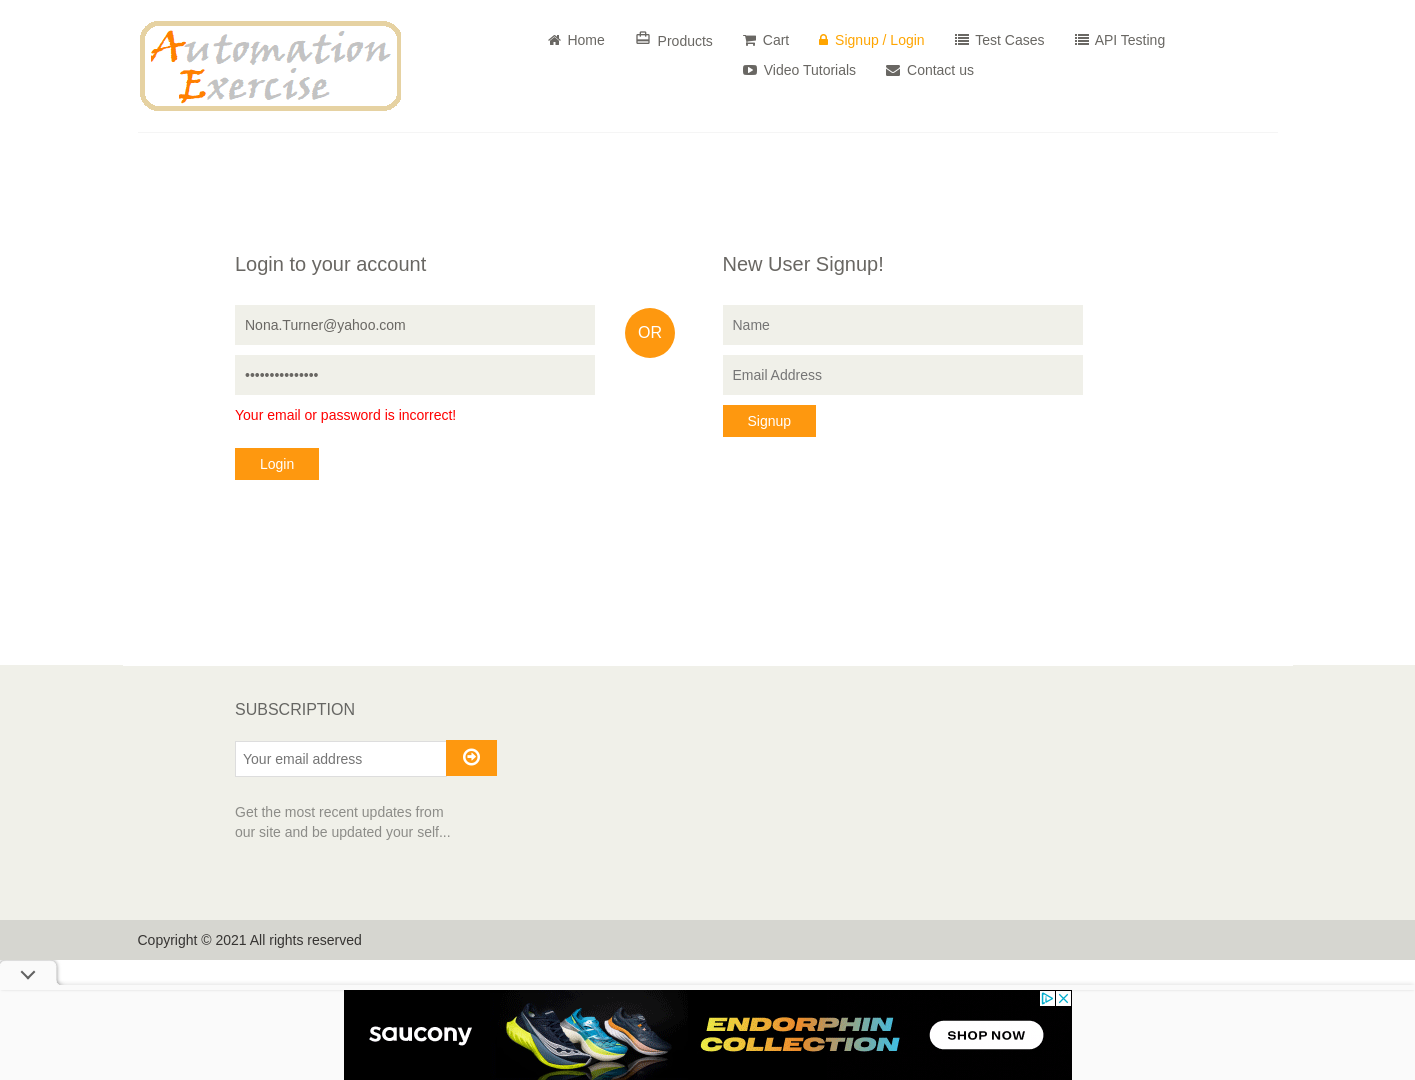 Automation
Exercise
Home
Products
Cart
Signup / Login
Test Cases
API Testing
Video Tutorials
Contact us
Login to your account
Nona.Turner@yahoo.com
•••••••••••••••
Your email or password is incorrect!
Login
OR
New User Signup!
Name
Email Address
Signup
SUBSCRIPTION
Your email address
Get the most recent updates from
our site and be updated your self...
Copyright © 2021 All rights reserved
saucony
ENDORPHIN
COLLECTION
SHOP NOW